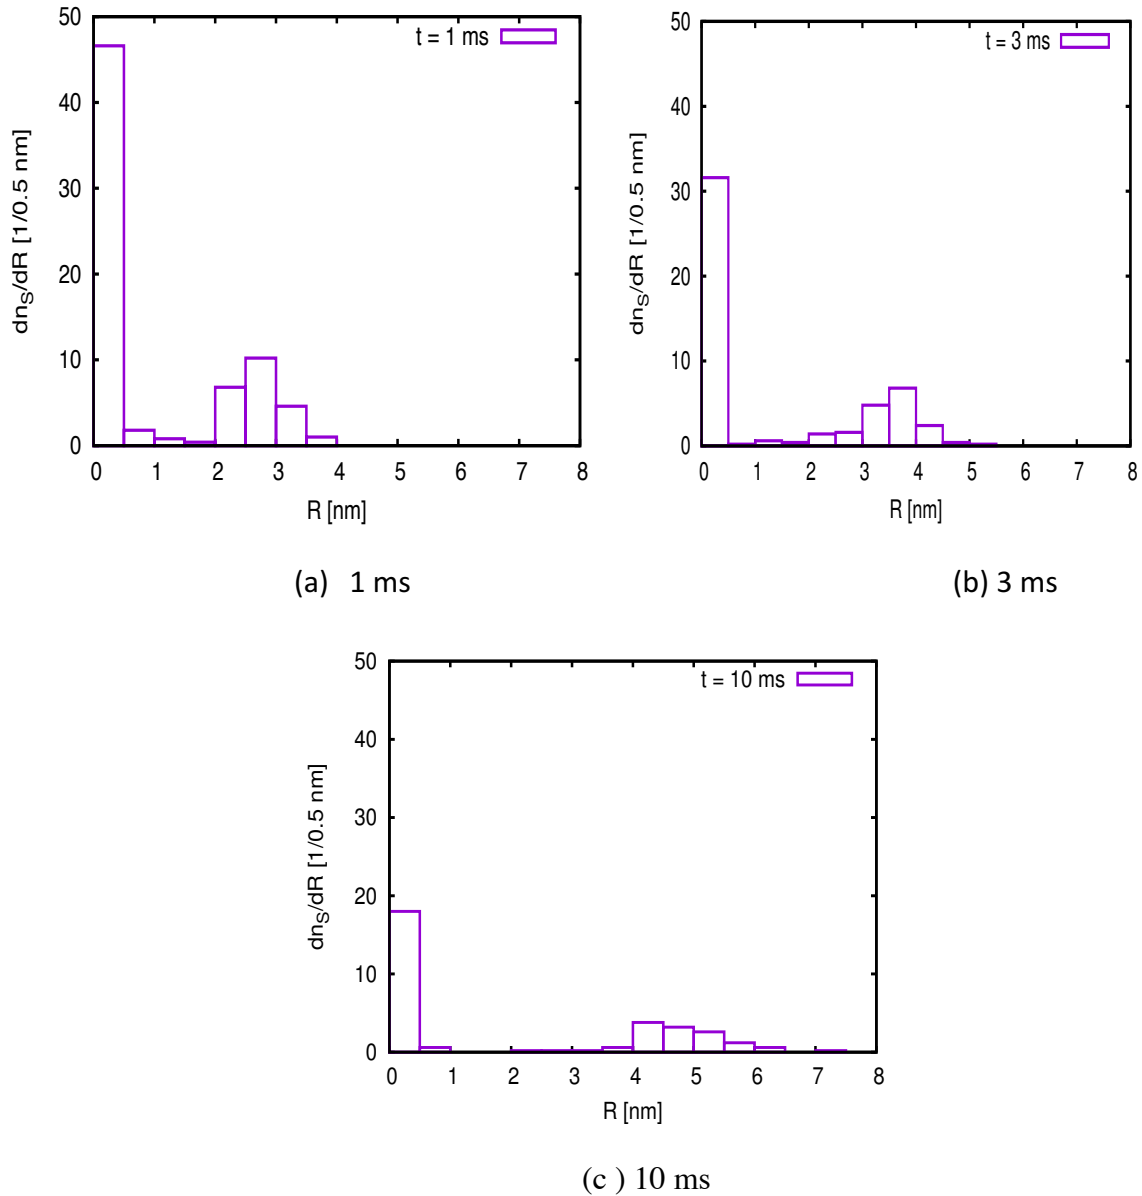 50
40
30
20
10
0
dn_S/dR [1/0.5 nm]
t = 1 ms
0 1 2 3 4 5 6 7 8
R [nm]
(a) 1 ms
50
40
30
20
10
0
dn_S/dR [1/0.5 nm]
t = 3 ms
0 1 2 3 4 5 6 7 8
R [nm]
(b) 3 ms
50
40
30
20
10
0
dn_S/dR [1/0.5 nm]
t = 10 ms
0 1 2 3 4 5 6 7 8
R [nm]
(c ) 10 ms